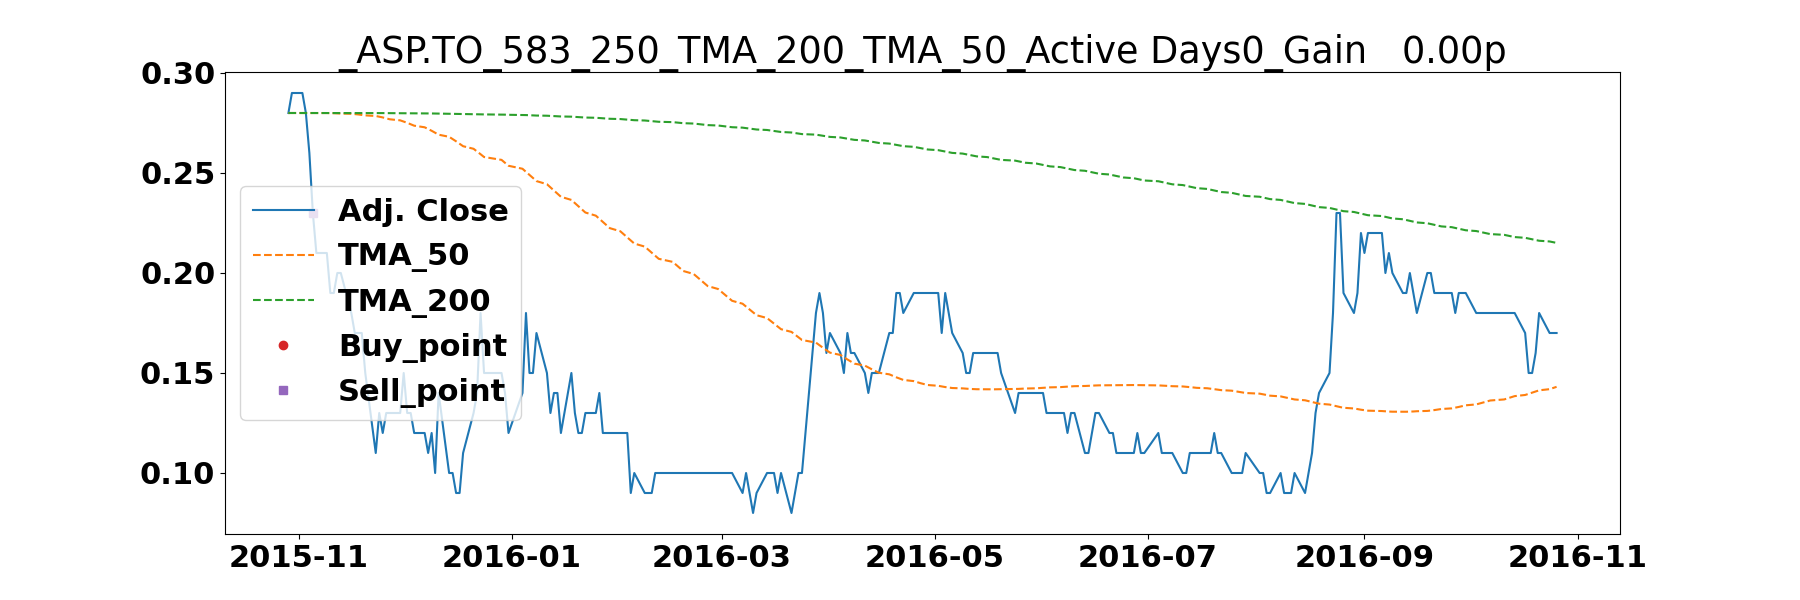 _ASP.TO_583_250_TMA_200_TMA_50_Active Days0_Gain   0.00p
0.30
0.25
0.20
0.15
0.10
Adj. Close
TMA_50
TMA_200
Buy_point
Sell_point
2015-11 2016-01 2016-03 2016-05 2016-07 2016-09 2016-11